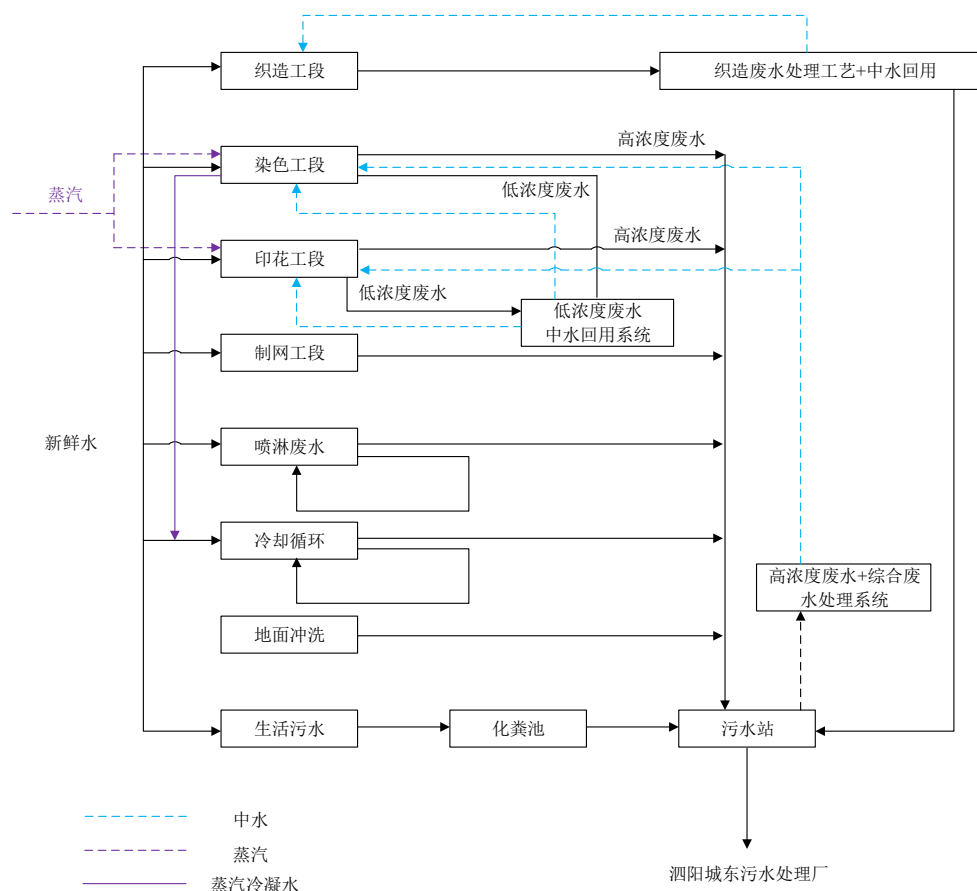 织造工段
织造废水处理工艺+中水回用
高浓度废水
染色工段
低浓度废水
蒸汽
高浓度废水
印花工段
低浓度废水
低浓度废水
中水回用系统
制网工段
新鲜水
喷淋废水
冷却循环
高浓度废水+综合废
水处理系统
地面冲洗
生活污水
化粪池
污水站
中水
蒸汽
泗阳城东污水处理厂
蒸汽冷凝水